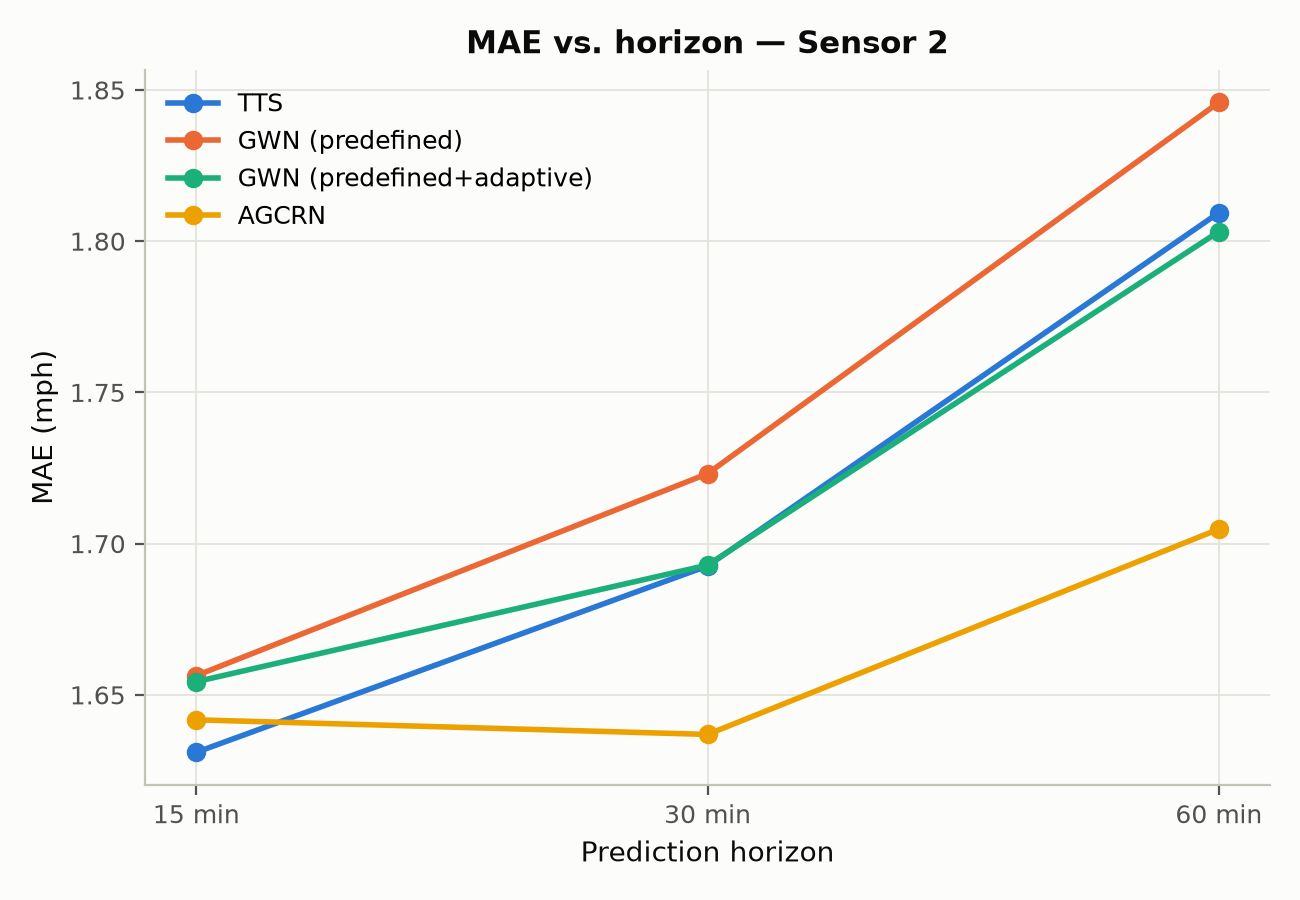 MAE vs. horizon — Sensor 2
TTS
GWN (predefined)
GWN (predefined+adaptive)
AGCRN
1.85
1.80
1.75
1.70
1.65
MAE (mph)
15 min
30 min
60 min
Prediction horizon